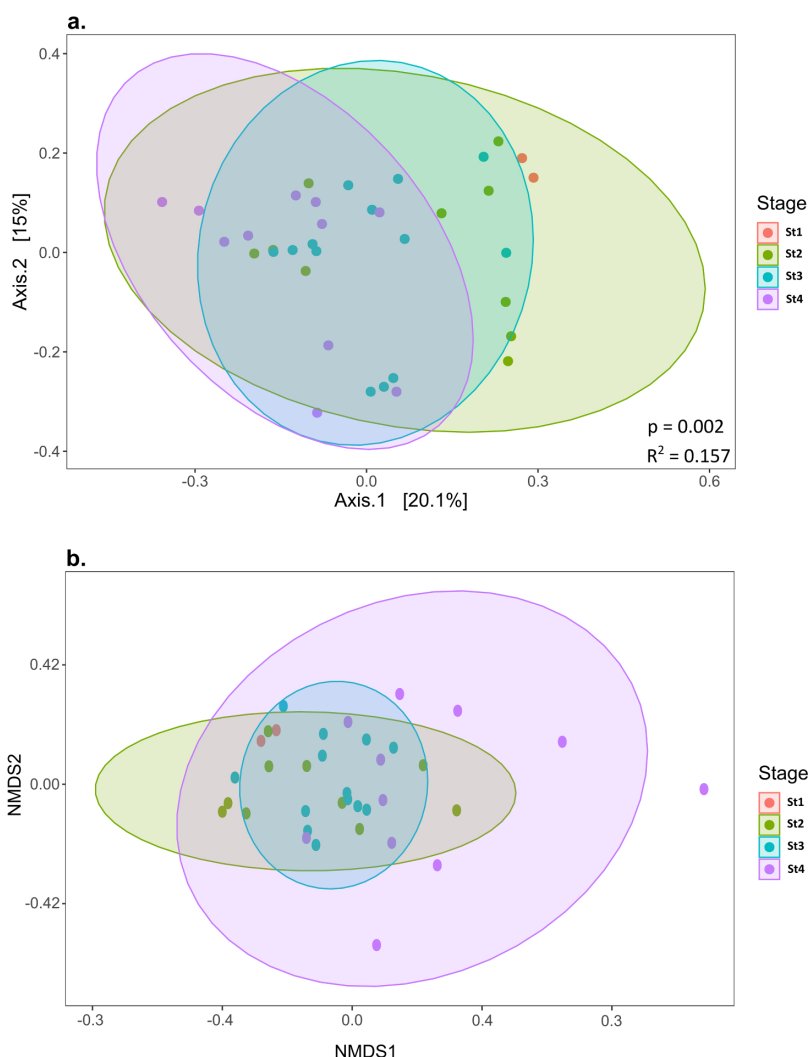 a.
0.4
0.2
0.0
-0.2
-0.4
Axis.2 [15%]
-0.3
0.0
0.3
0.6
Axis.1 [20.1%]
p = 0.002
R² = 0.157
Stage
St1
St2
St3
St4
b.
0.42
0.00
-0.42
NMDS2
-0.3
-0.4
0.0
0.4
0.3
NMDS1
Stage
St1
St2
St3
St4